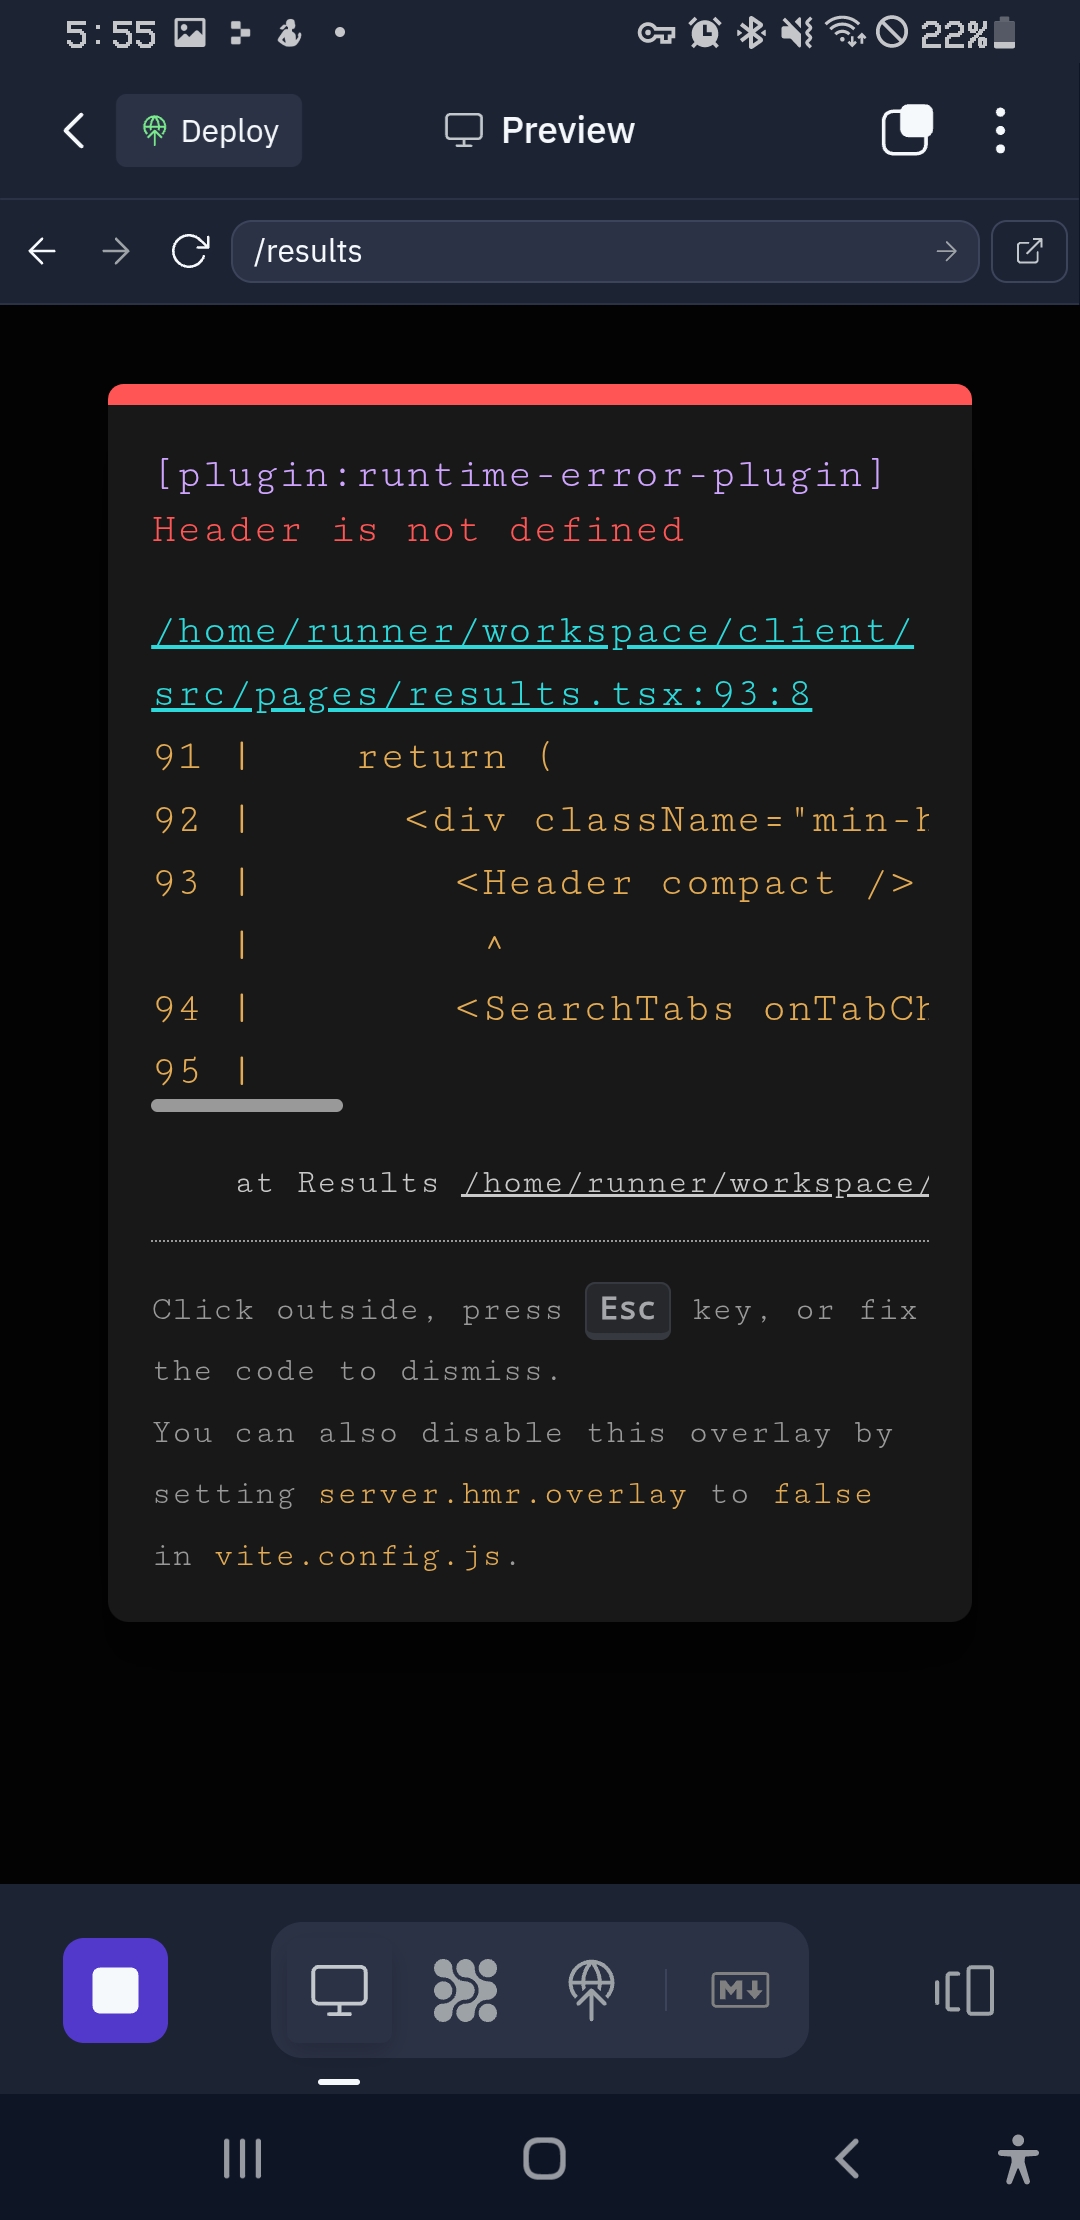 5:55
22%
Deploy
Preview
/results
[plugin:runtime-error-plugin]
Header is not defined
/home/runner/workspace/client/
src/pages/results.tsx:93:8
91 | return (
92 | <div className="min-h
93 | <Header compact />
| ^
94 | <SearchTabs onTabCh
95 |
at Results /home/runner/workspace/
Click outside, press Esc key, or fix
the code to dismiss.
You can also disable this overlay by
setting server.hmr.overlay to false
in vite.config.js.
M